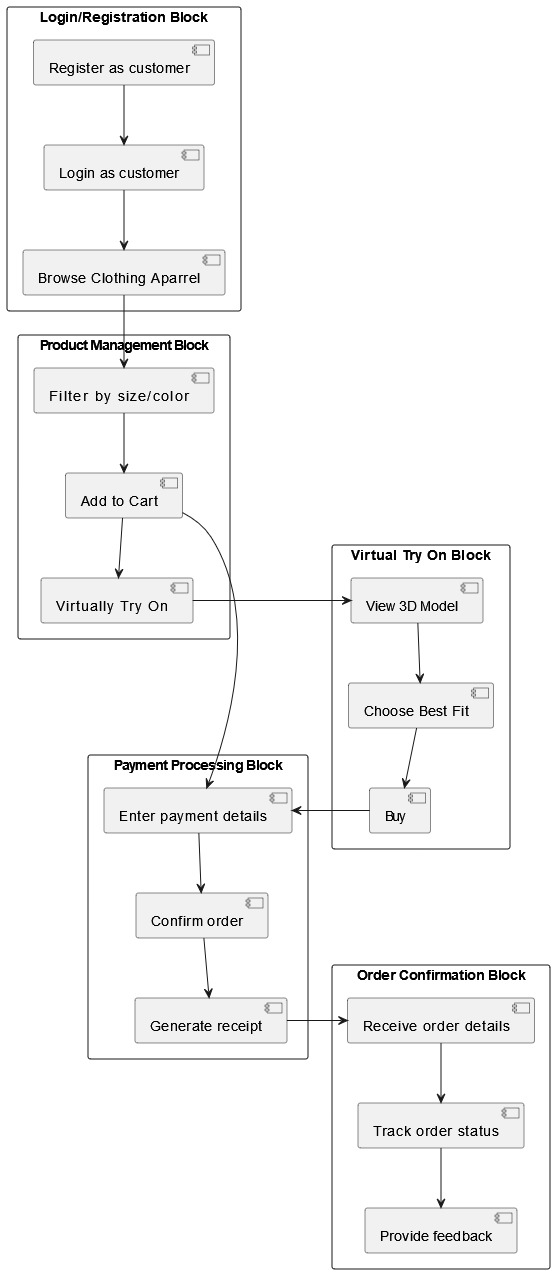 Login/Registration Block
Register as customer
Login as customer
Browse Clothing Aparrel
Product Management Block
Filter by size/color
Add to Cart
Virtually Try On
Virtual Try On Block
View 3D Model
Choose Best Fit
Buy
Payment Processing Block
Enter payment details
Confirm order
Generate receipt
Order Confirmation Block
Receive order details
Track order status
Provide feedback